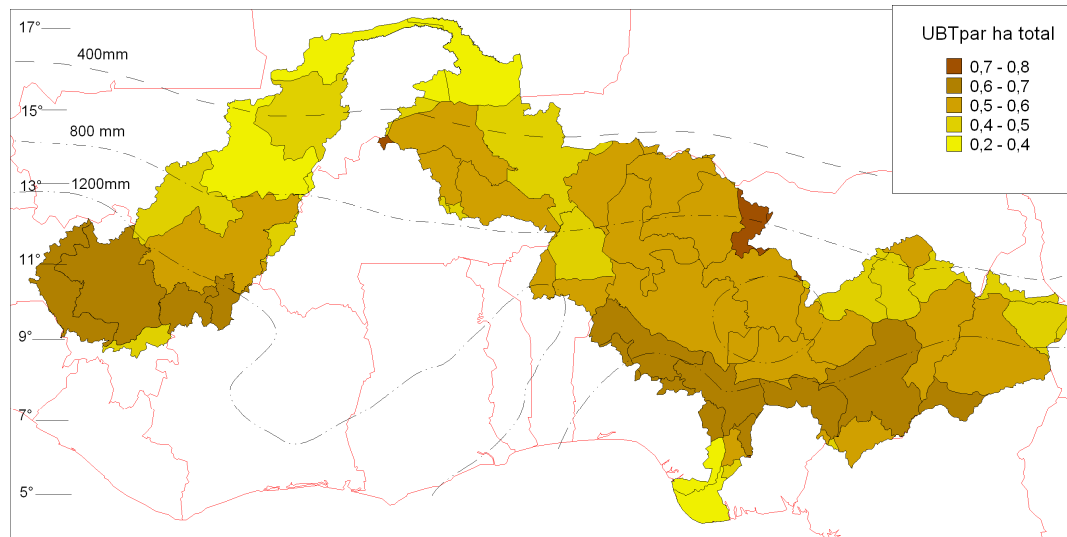 17°
400mm
15°
800 mm
13°
1200mm
11°
9°
7°
5°
UBTpar ha total
0,7 - 0,8
0,6 - 0,7
0,5 - 0,6
0,4 - 0,5
0,2 - 0,4